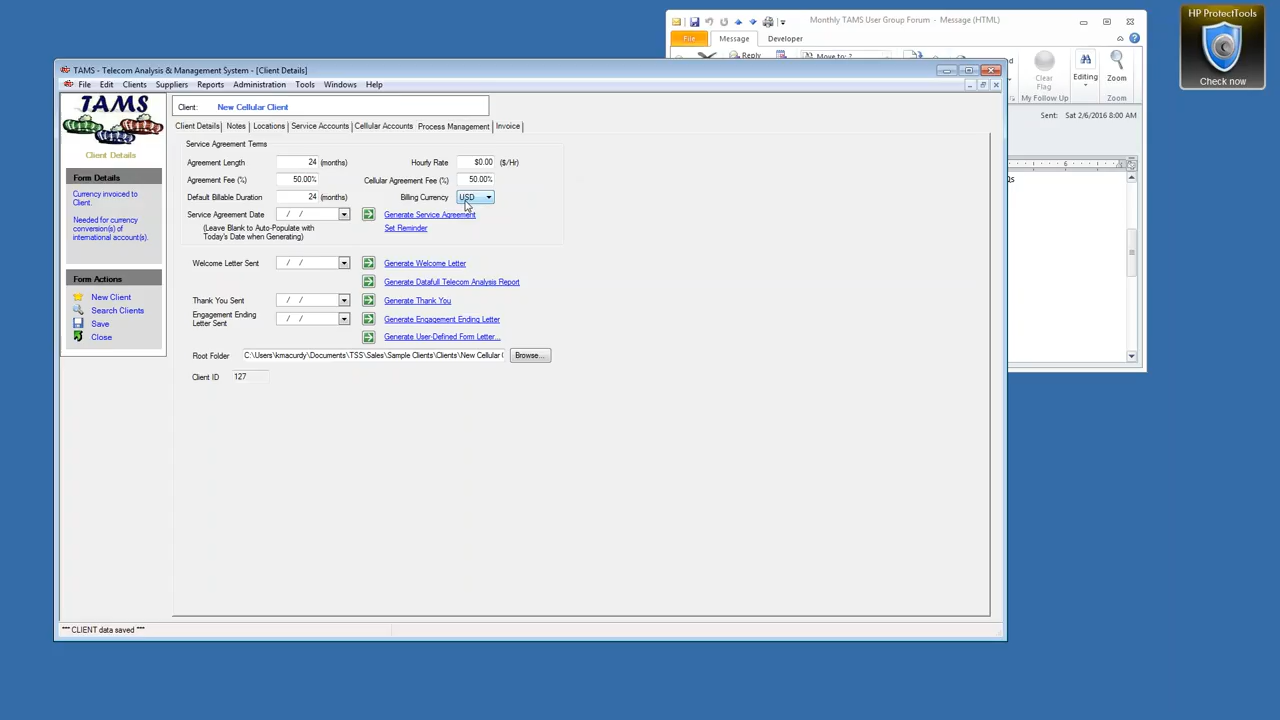 HP ProtectTools
Check now
Monthly TAMS User Group Forum - Message (HTML)
File
Message
Developer
Reply
Move to: ?
Clear
Flag
Editing
Zoom
My Follow Up
Zoom
Sent: Sat 2/6/2016 8:00 AM
TAMS - Telecom Analysis & Management System - [Client Details]
File Edit Clients Suppliers Reports Administration Tools Windows Help
TAMS
Client Details
Form Details
Currency invoiced to
Client.
Needed for currency
conversion(s) of
international account(s).
Form Actions
New Client
Search Clients
Save
Close
Client: New Cellular Client
Client Details Notes Locations Service Accounts Cellular Accounts Process Management Invoice
Service Agreement Terms
Agreement Length 24 (months) Hourly Rate $0.00 ($/Hr)
Agreement Fee (%) 50.00% Cellular Agreement Fee (%) 50.00%
Default Billable Duration 24 (months) Billing Currency USD
Service Agreement Date / / Generate Service Agreement
(Leave Blank to Auto-Populate with
Today's Date when Generating)
Set Reminder
Welcome Letter Sent / / Generate Welcome Letter
Generate Datafull Telecom Analysis Report
Thank You Sent / / Generate Thank You
Engagement Ending
Letter Sent / / Generate Engagement Ending Letter
Generate User-Defined Form Letter...
Root Folder C:\Users\kmacurdy\Documents\TSS\Sales\Sample Clients\Clients\New Cellular Browse...
Client ID 127
*** CLIENT data saved ***